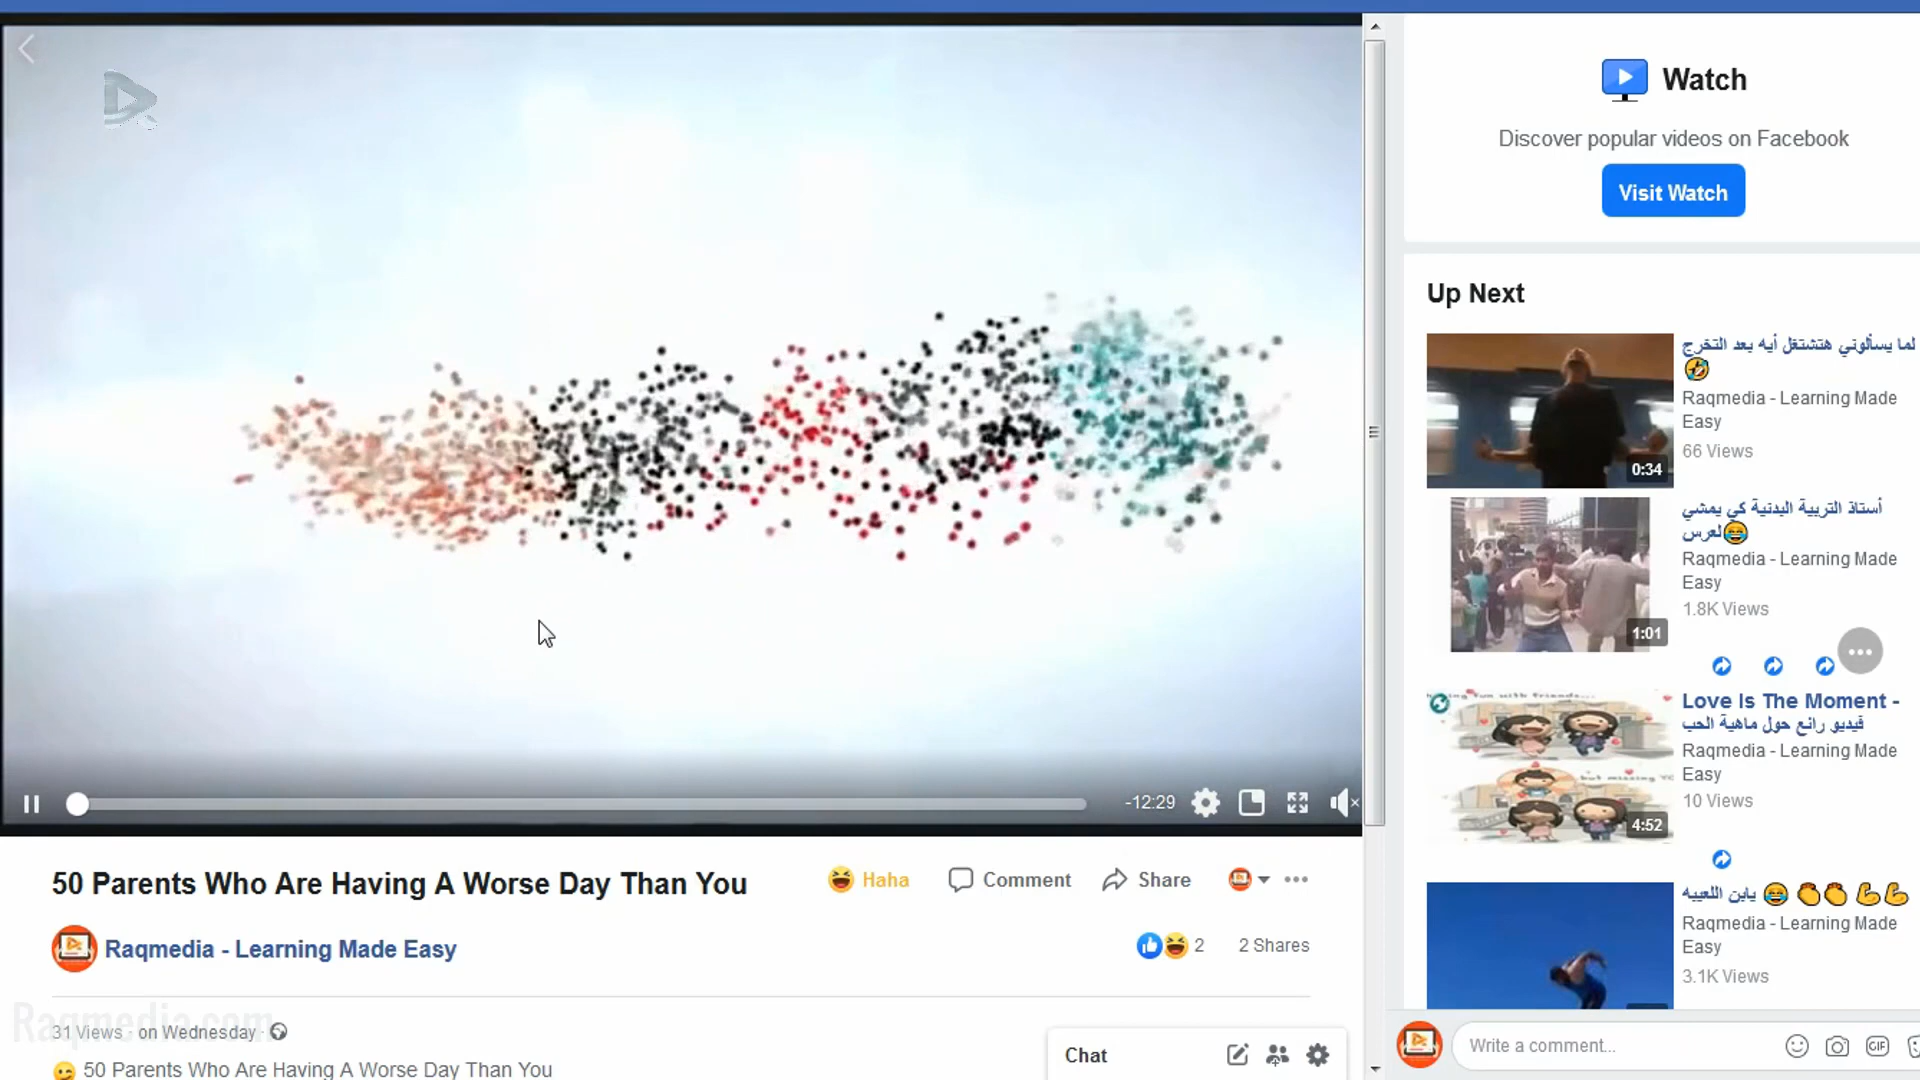 Watch
Discover popular videos on Facebook
Visit Watch
Up Next
لما يسألوني هتشتغل أيه بعد التخرج
🤣
Raqmedia - Learning Made
Easy
66 Views
0:34
أستاذ التربية البدنية كي يمشي
لعرس😂
Raqmedia - Learning Made
Easy
1.8K Views
1:01
Love Is The Moment -
فيديو رائع حول ماهية الحب
Raqmedia - Learning Made
Easy
10 Views
4:52
يابن اللعيبه 😂 👏👏 💪💪
Raqmedia - Learning Made
Easy
3.1K Views
-12:29
50 Parents Who Are Having A Worse Day Than You
Haha
Comment
Share
Raqmedia - Learning Made Easy
2
2 Shares
Raqmedia.com
31 Views · on Wednesday ·
50 Parents Who Are Having A Worse Day Than You
Chat
Write a comment...
GIF